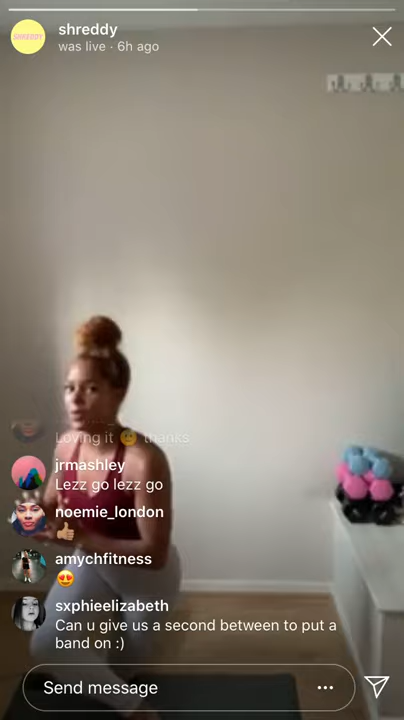 SHREDDY
shreddy
was live · 6h ago
Loving it 🙂 thanks
jrmashley
Lezz go lezz go
noemie_london
👍🏼
amychfitness
😍
sxphieelizabeth
Can u give us a second between to put a
band on :)
Send message